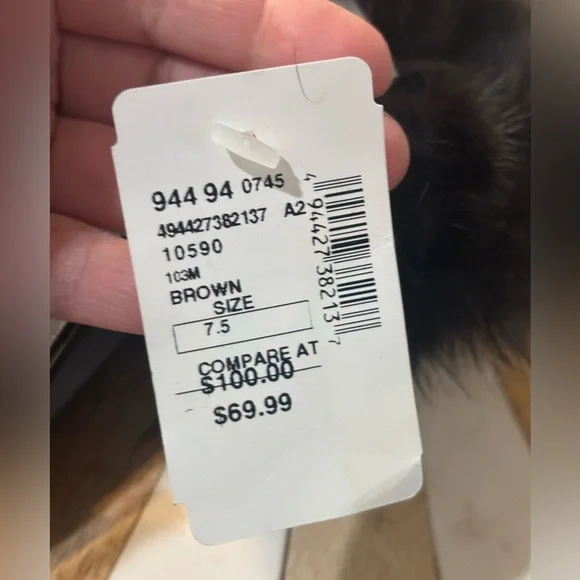 944 94 0745
494427382137 A2
10590
103M
BROWN
SIZE
7.5
COMPARE AT
$100.00
$69.99
4 94427 38213 7